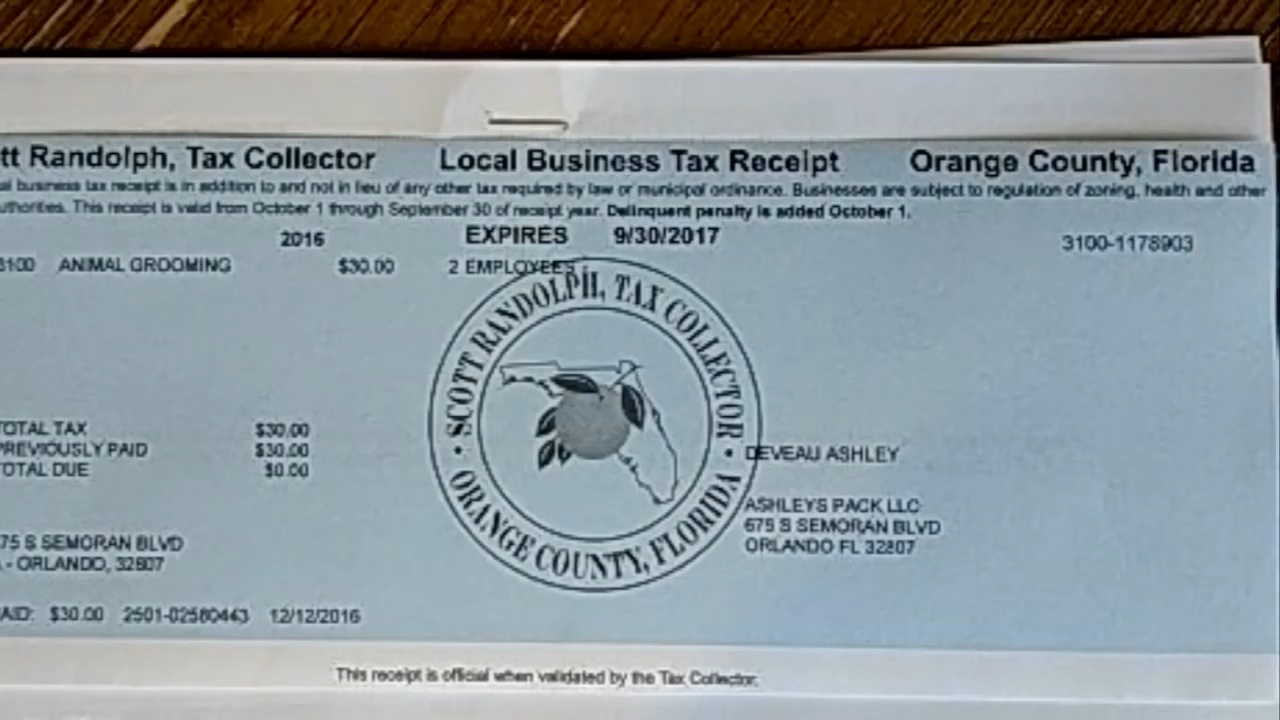 tt Randolph, Tax Collector Local Business Tax Receipt Orange County, Florida
al business tax receipt is in addition to and not in lieu of any other tax required by law or municipal ordinance. Businesses are subject to regulation of zoning, health and other
uthorities. This receipt is valid from October 1 through September 30 of receipt year. Delinquent penalty is added October 1.
2016 EXPIRES 9/30/2017 3100-1178903
3100 ANIMAL GROOMING $30.00 2 EMPLOYEES
SCOTT RANDOLPH, TAX COLLECTOR
• ORANGE COUNTY, FLORIDA •
TOTAL TAX $30.00
PREVIOUSLY PAID $30.00
TOTAL DUE $0.00
DEVEAU ASHLEY
ASHLEYS PACK LLC
675 S SEMORAN BLVD
ORLANDO FL 32807
75 S SEMORAN BLVD
- ORLANDO, 32807
AID: $30.00 2501-02580443 12/12/2016
This receipt is official when validated by the Tax Collector.